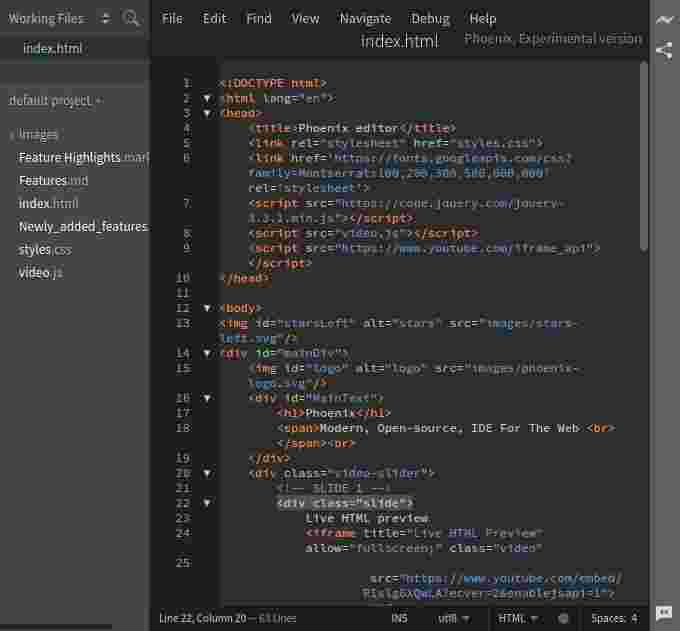 Working Files
index.html
default project
images
Feature Highlights.mar
Features.md
index.html
Newly_added_features.
styles.css
video.js
File Edit Find View Navigate Debug Help
index.html
Phoenix, Experimental version
1 <!DOCTYPE html>
2 <html lang="en">
3 <head>
4 <title>Phoenix editor</title>
5 <link rel="stylesheet" href="styles.css">
6 <link href='https://fonts.googleapis.com/css?
family=Montserrat:100,200,300,500,600,800'
rel='stylesheet'>
7 <script src="https://code.jquery.com/jquery-
3.3.1.min.js"></script>
8 <script src="video.js"></script>
9 <script src="https://www.youtube.com/iframe_api">
</script>
10 </head>
11
12 <body>
13 <img id="starsLeft" alt="stars" src="images/stars-
left.svg"/>
14 <div id="mainDiv">
15 <img id="logo" alt="logo" src="images/phoenix-
logo.svg"/>
16 <div id="MainText">
17 <h1>Phoenix</h1>
18 <span>Modern, Open-source, IDE For The Web <br>
</span><br>
19 </div>
20 <div class="video-slider">
21 <!-- SLIDE 1 -->
22 <div class="slide">
23 Live HTML preview
24 <iframe title="Live HTML Preview"
allow="fullscreen;" class="video"
25
src="https://www.youtube.com/embed/
Line 22, Column 20 — 63 Lines
INS utf8 HTML Spaces: 4